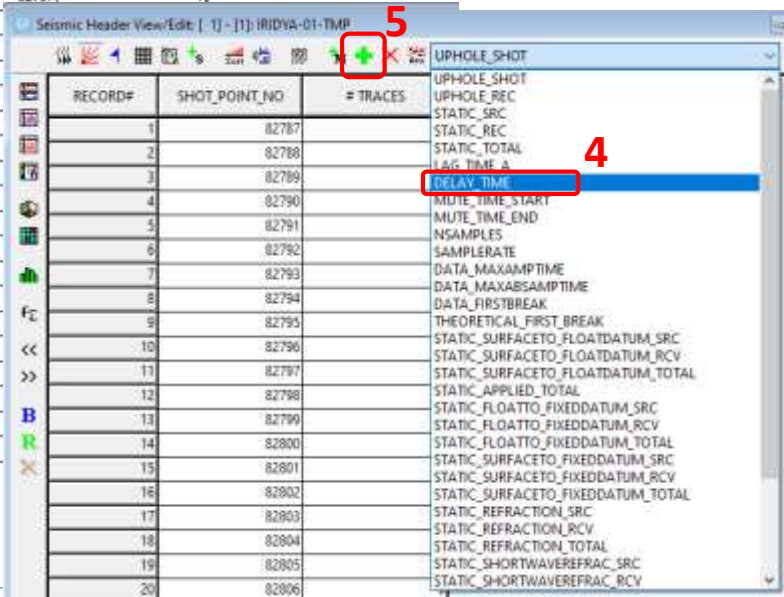 Seismic Header View/Edit: [ 1] - [1]: IRIDYA-01-TMP
5
UPHOLE_SHOT
RECORD# SHOT_POINT_NO # TRACES
1 82787
2 82788
3 82789
4 82790
5 82791
6 82792
7 82793
8 82794
9 82795
10 82796
11 82797
12 82798
13 82799
14 82800
15 82801
16 82802
17 82803
18 82804
19 82805
20 82806
UPHOLE_SHOT
UPHOLE_REC
STATIC_SRC
STATIC_REC
STATIC_TOTAL
LAG_TIME_A
4
DELAY_TIME
MUTE_TIME_START
MUTE_TIME_END
NSAMPLES
SAMPLERATE
DATA_MAXAMPTIME
DATA_MAXABSAMPTIME
DATA_FIRSTBREAK
THEORETICAL_FIRST_BREAK
STATIC_SURFACETO_FLOATDATUM_SRC
STATIC_SURFACETO_FLOATDATUM_RCV
STATIC_SURFACETO_FLOATDATUM_TOTAL
STATIC_APPLIED_TOTAL
STATIC_FLOATTO_FIXEDDATUM_SRC
STATIC_FLOATTO_FIXEDDATUM_RCV
STATIC_FLOATTO_FIXEDDATUM_TOTAL
STATIC_SURFACETO_FIXEDDATUM_SRC
STATIC_SURFACETO_FIXEDDATUM_RCV
STATIC_SURFACETO_FIXEDDATUM_TOTAL
STATIC_REFRACTION_SRC
STATIC_REFRACTION_RCV
STATIC_REFRACTION_TOTAL
STATIC_SHORTWAVEREFRAC_SRC
STATIC_SHORTWAVEREFRAC_RCV
<<
>>
B
R